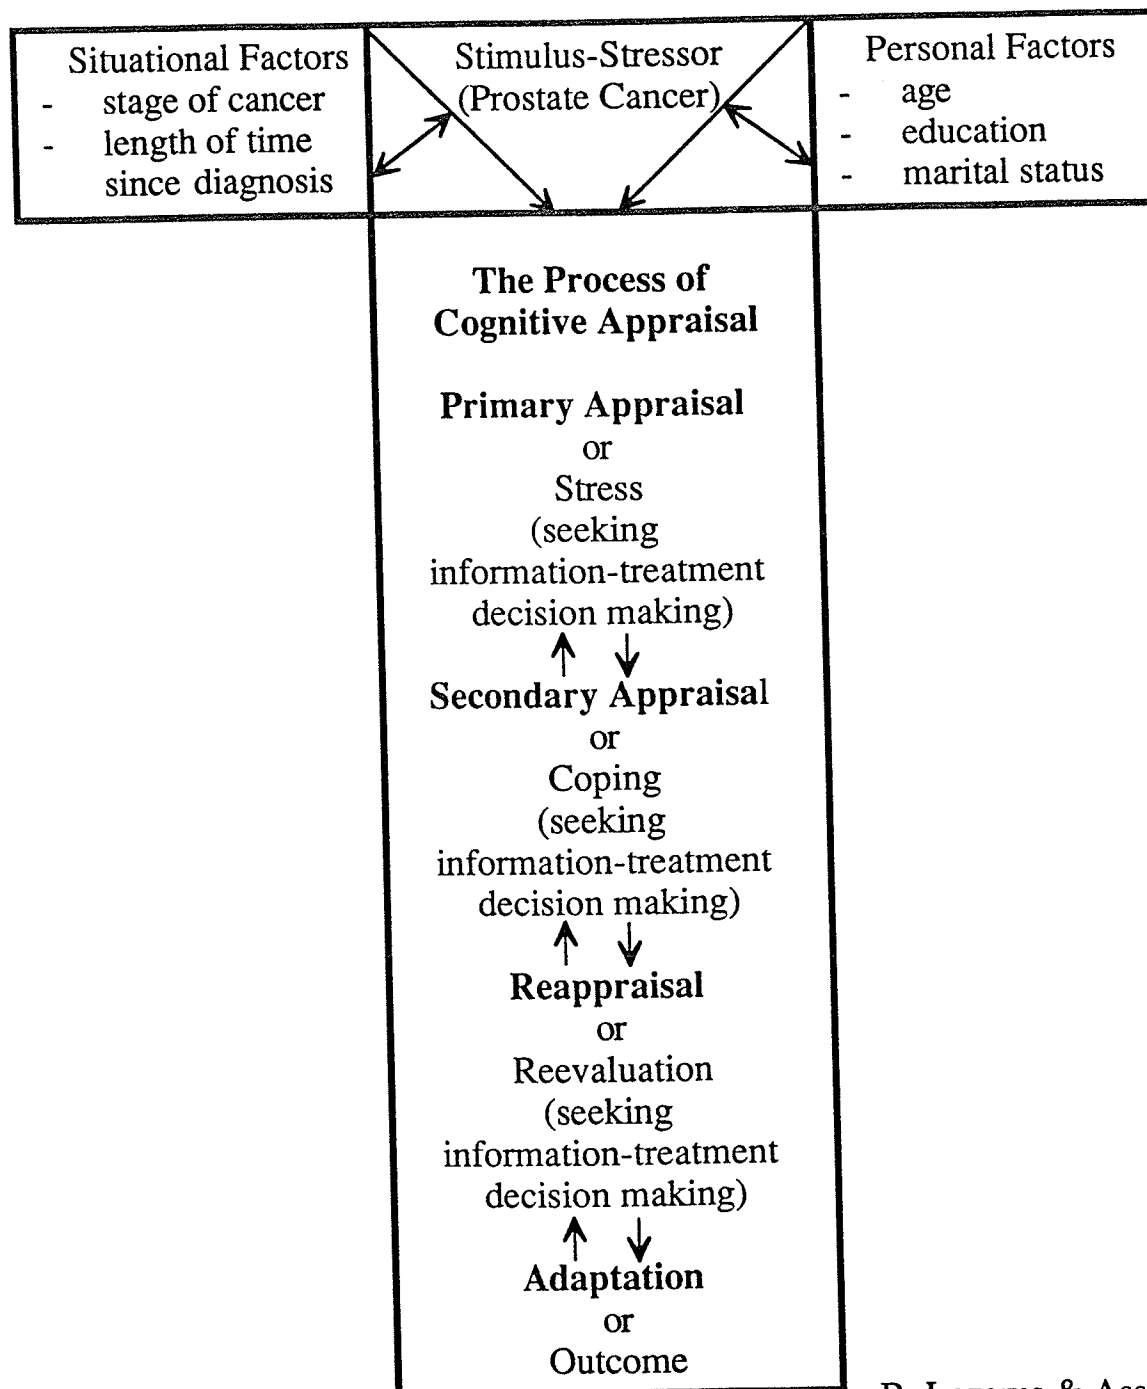 Situational Factors
- stage of cancer
- length of time
since diagnosis
Stimulus-Stressor
(Prostate Cancer)
Personal Factors
- age
- education
- marital status
The Process of
Cognitive Appraisal
Primary Appraisal
or
Stress
(seeking
information-treatment
decision making)
Secondary Appraisal
or
Coping
(seeking
information-treatment
decision making)
Reappraisal
or
Reevaluation
(seeking
information-treatment
decision making)
Adaptation
or
Outcome